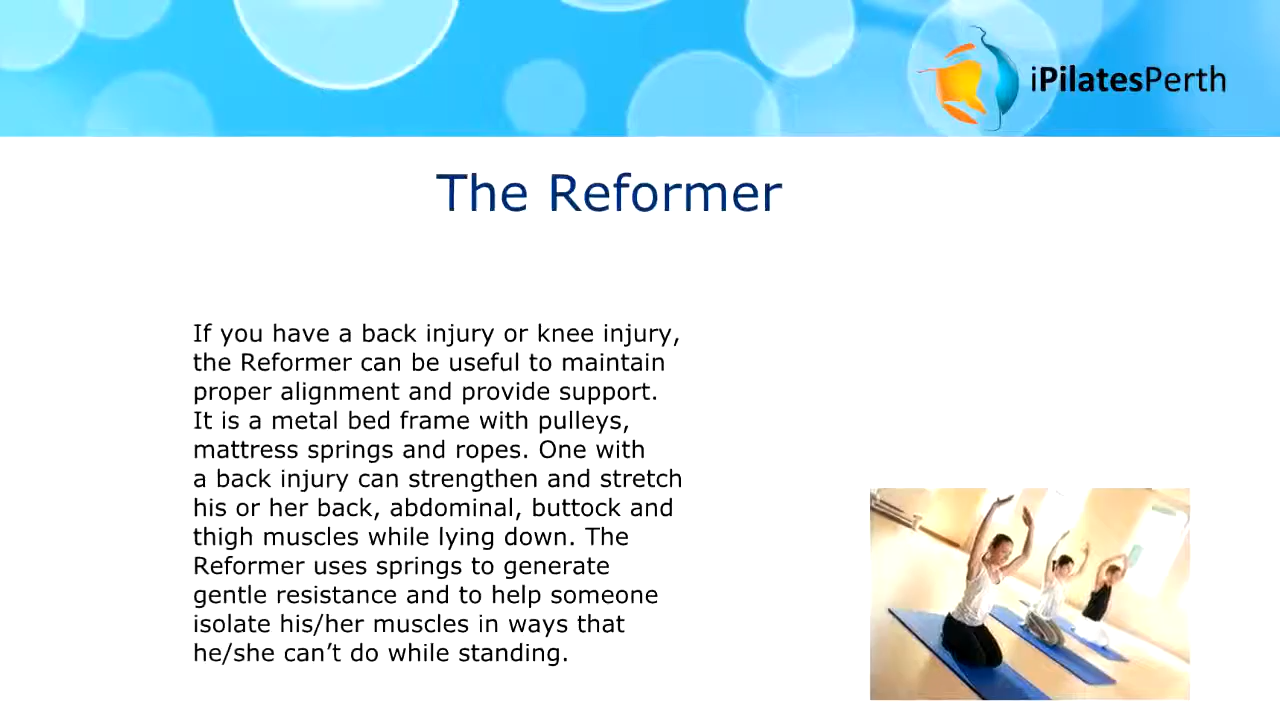 iPilatesPerth
The Reformer
If you have a back injury or knee injury,
the Reformer can be useful to maintain
proper alignment and provide support.
It is a metal bed frame with pulleys,
mattress springs and ropes. One with
a back injury can strengthen and stretch
his or her back, abdominal, buttock and
thigh muscles while lying down. The
Reformer uses springs to generate
gentle resistance and to help someone
isolate his/her muscles in ways that
he/she can’t do while standing.